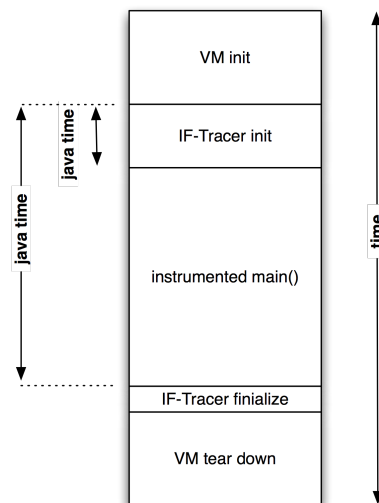 VM init
java time
IF-Tracer init
java time
time
instrumented main()
IF-Tracer finialize
VM tear down